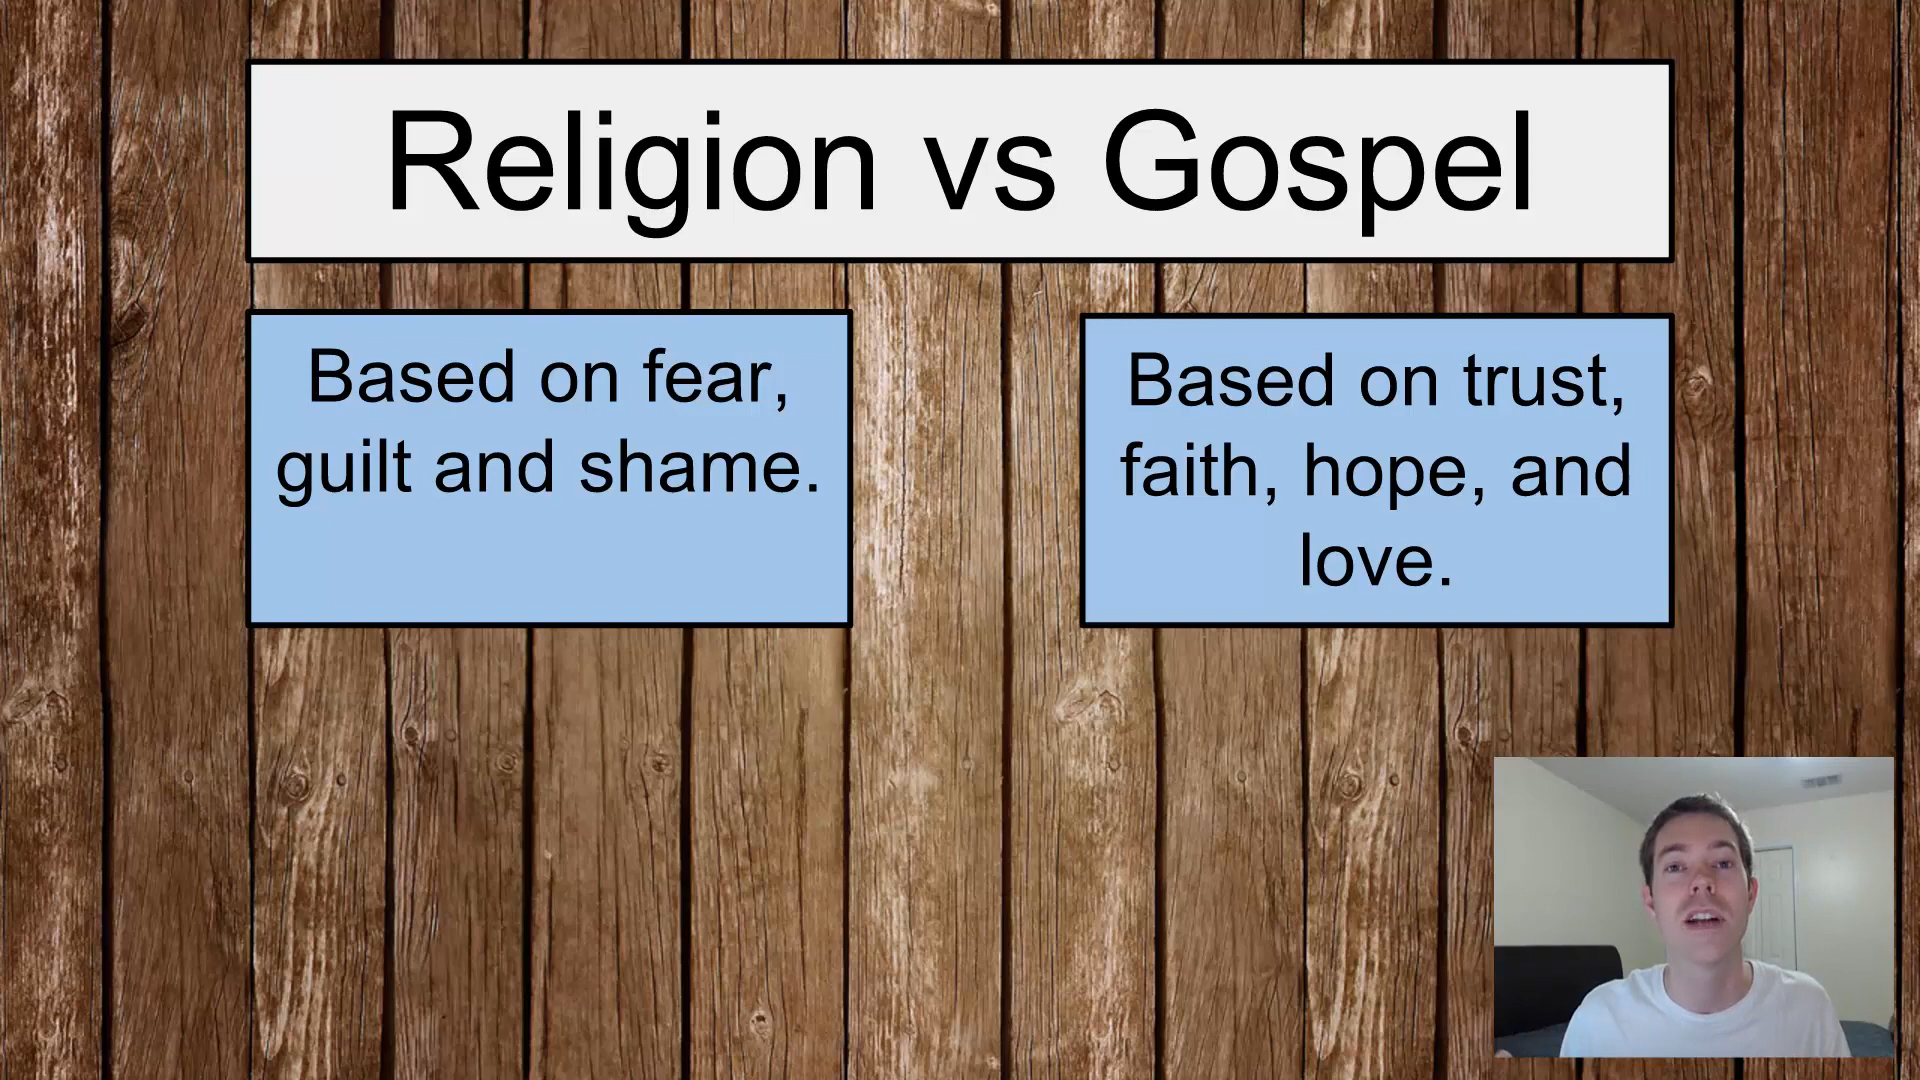 Religion vs Gospel
Based on fear,
guilt and shame.
Based on trust,
faith, hope, and
love.